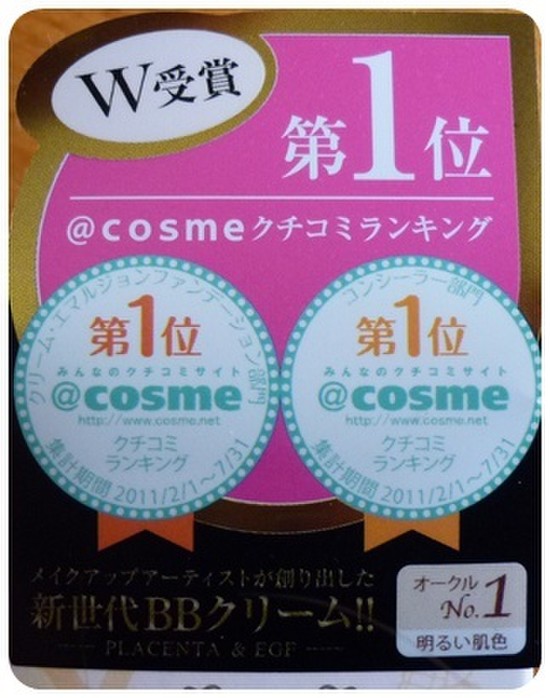 W受賞
第1位
@cosmeクチコミランキング
クリーム・エマルジョンファンデーション部門
第1位
みんなのクチコミサイト
@cosme
http://www.cosme.net
クチコミ
ランキング
集計期間 2011/2/1〜7/31
コンシーラー部門
第1位
みんなのクチコミサイト
@cosme
http://www.cosme.net
クチコミ
ランキング
集計期間 2011/2/1〜7/31
メイクアップアーティストが創り出した
新世代BBクリーム!!
PLACENTA & EGF
オークル
No.1
明るい肌色